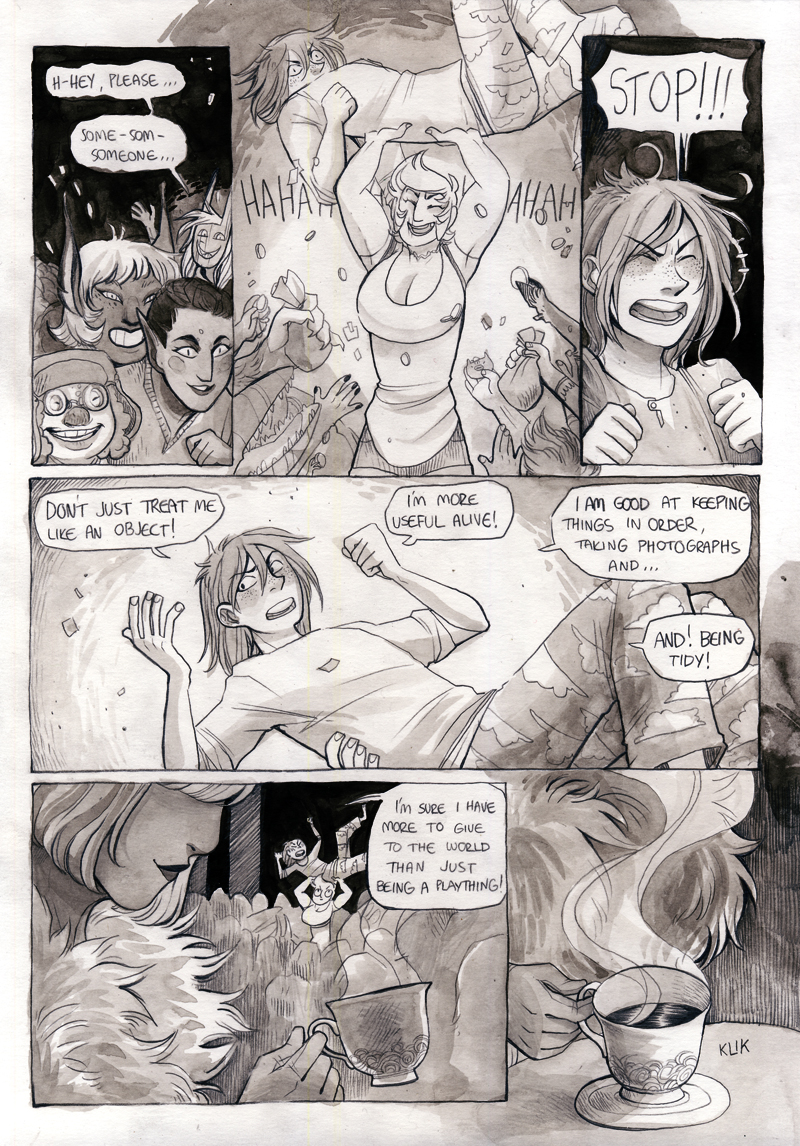 H-HEY, PLEASE...
SOME-SOM-
SOMEONE...
HAHAH
AHAH
STOP!!!
DON'T JUST TREAT ME
LIKE AN OBJECT!
I'M MORE
USEFUL ALIVE!
I AM GOOD AT KEEPING
THINGS IN ORDER,
TAKING PHOTOGRAPHS
AND...
AND! BEING
TIDY!
I'M SURE I HAVE
MORE TO GIVE
TO THE WORLD
THAN JUST
BEING A PLAYTHING!
KLIK